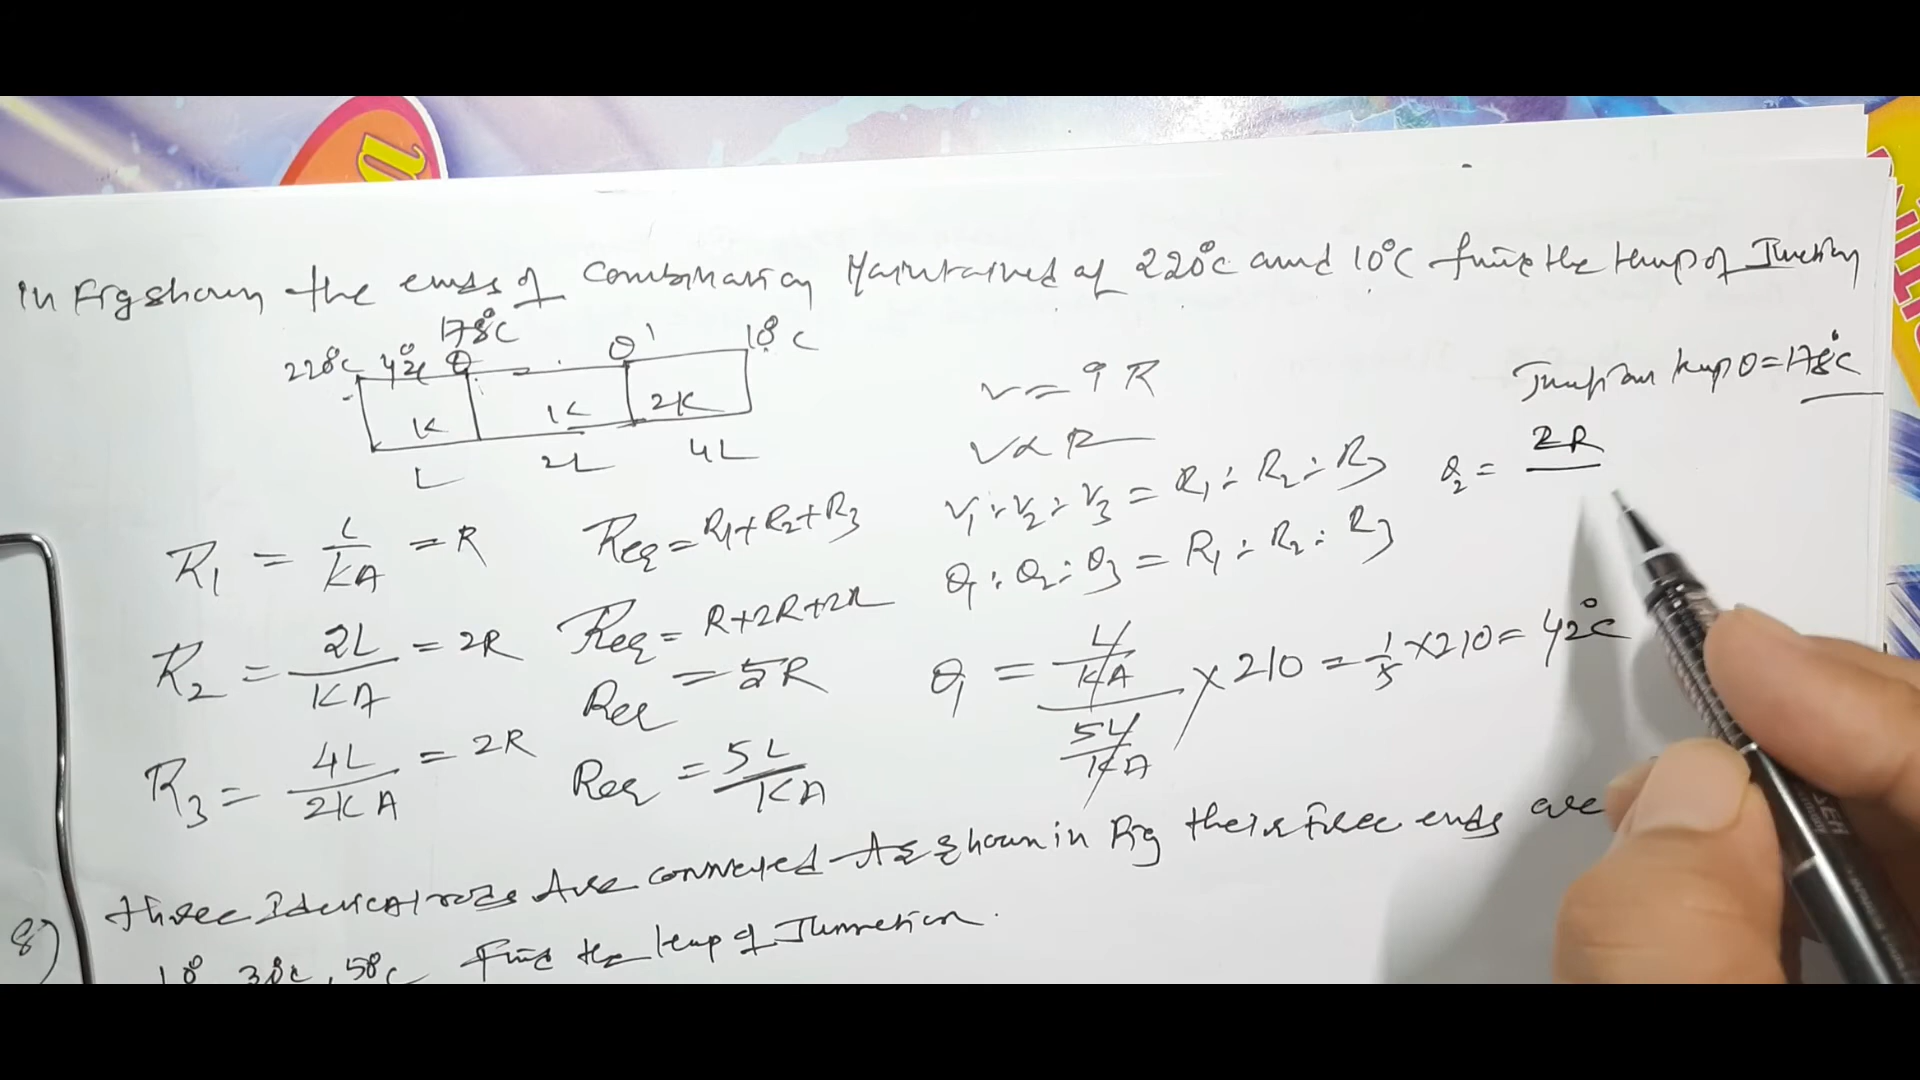 In Fig shown the ends of Combination Maintained at 220°C and 10°C find the temp of Junction
178°C
220°C 42 θ θ' 10°C
K K 2K
L 2L 4L
Junction temp θ = 178°C
V = q R
V ∝ R
V₁ : V₂ : V₃ = R₁ : R₂ : R₃
θ₁ : θ₂ : θ₃ = R₁ : R₂ : R₃
θ₂ = 2R
R₁ = L/KA = R
R₂ = 2L/KA = 2R
R₃ = 4L/2KA = 2R
Req = R₁+R₂+R₃
Req = R+2R+2R
Req = 5R
Req = 5L/KA
θ₁ = (L/KA)/(5L/KA) × 210 = 1/5 × 210 = 42°C
8) three Identical rods Are connected As shown in Fig their free ends are
10° 30°C, 50°C Find the temp of Junction.